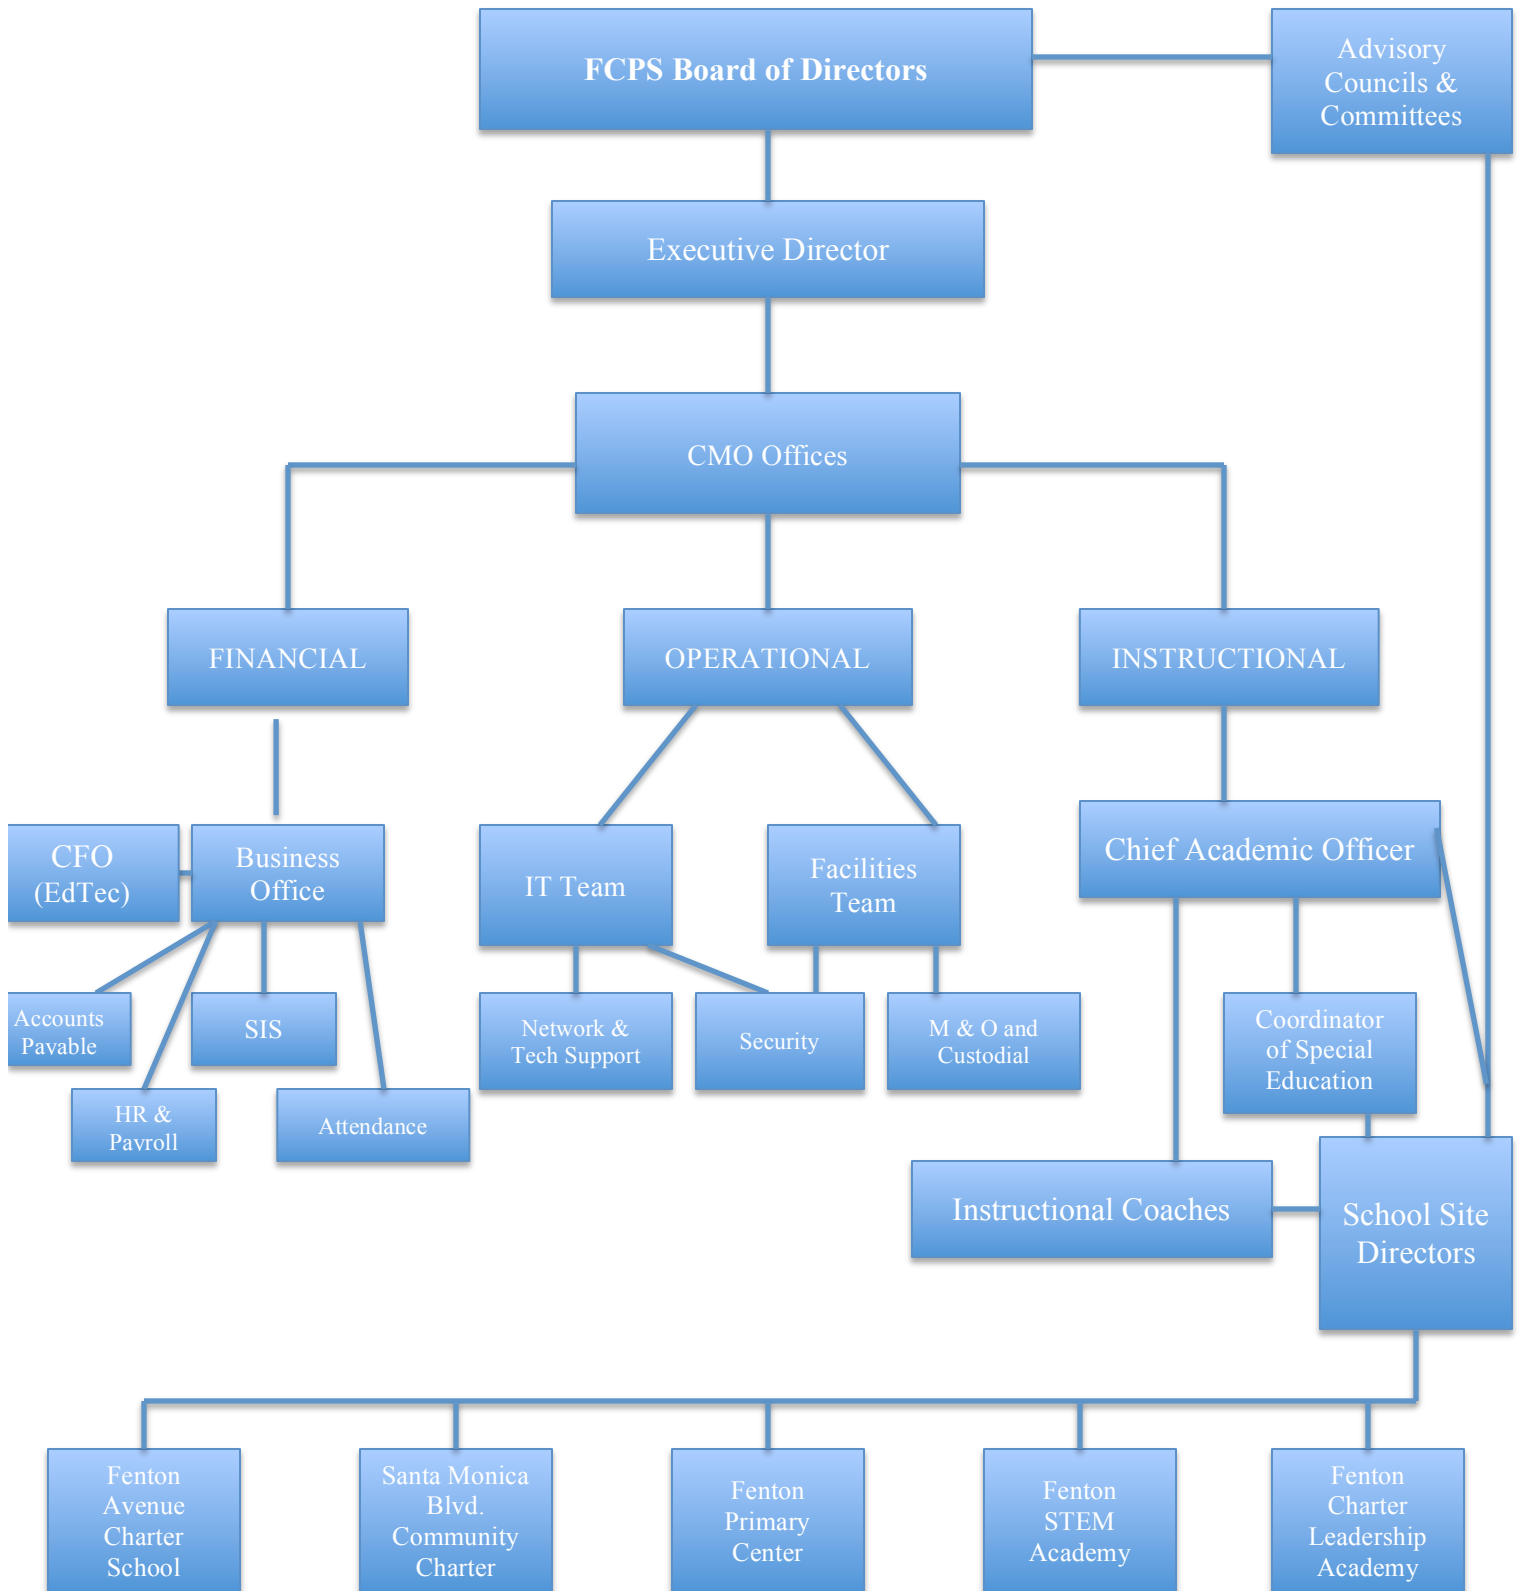 FCPS Board of Directors
Advisory
Councils &
Committees
Executive Director
CMO Offices
FINANCIAL
OPERATIONAL
INSTRUCTIONAL
CFO
(EdTec)
Business
Office
IT Team
Facilities
Team
Chief Academic Officer
Accounts
Payable
SIS
Network &
Tech Support
Security
M & O and
Custodial
Coordinator
of Special
Education
HR &
Payroll
Attendance
Instructional Coaches
School Site
Directors
Fenton
Avenue
Charter
School
Santa Monica
Blvd.
Community
Charter
Fenton
Primary
Center
Fenton
STEM
Academy
Fenton
Charter
Leadership
Academy